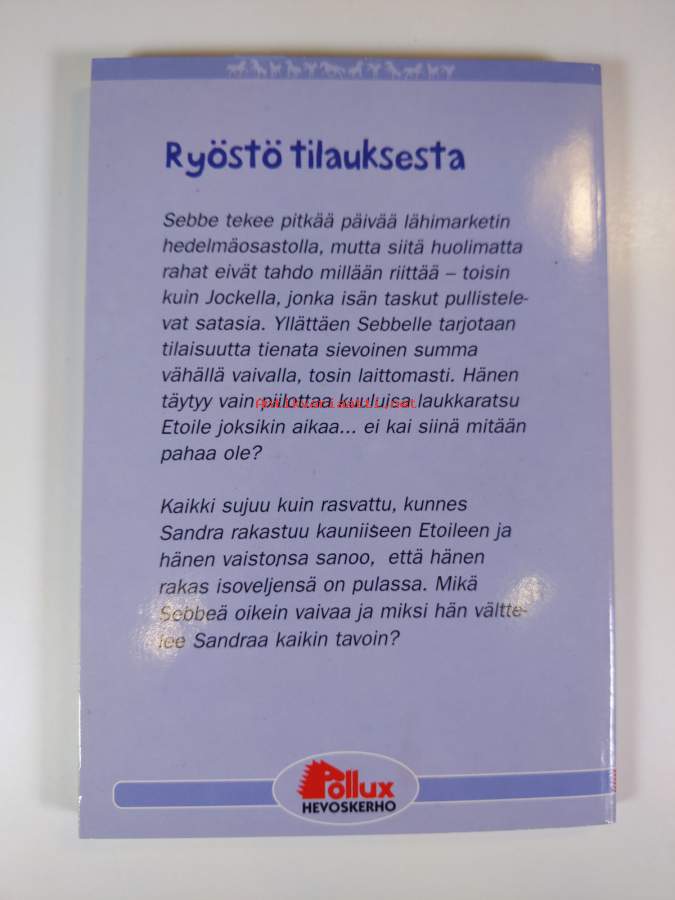 Ryöstö tilauksesta
Sebbe tekee pitkää päivää lähimarketin
hedelmäosastolla, mutta siitä huolimatta
rahat eivät tahdo millään riittää – toisin
kuin Jockella, jonka isän taskut pullistele-
vat satasia. Yllättäen Sebbelle tarjotaan
tilaisuutta tienata sievoinen summa
vähällä vaivalla, tosin laittomasti. Hänen
täytyy vain piilottaa kuuluisa laukkaratsu
Antikvariaatti.net
Etoile joksikin aikaa... ei kai siinä mitään
pahaa ole?
Kaikki sujuu kuin rasvattu, kunnes
Sandra rakastuu kauniiseen Etoileen ja
hänen vaistonsa sanoo, että hänen
rakas isoveljensä on pulassa. Mikä
Sebbeä oikein vaivaa ja miksi hän vältte-
lee Sandraa kaikin tavoin?
Pollux
HEVOSKERHO